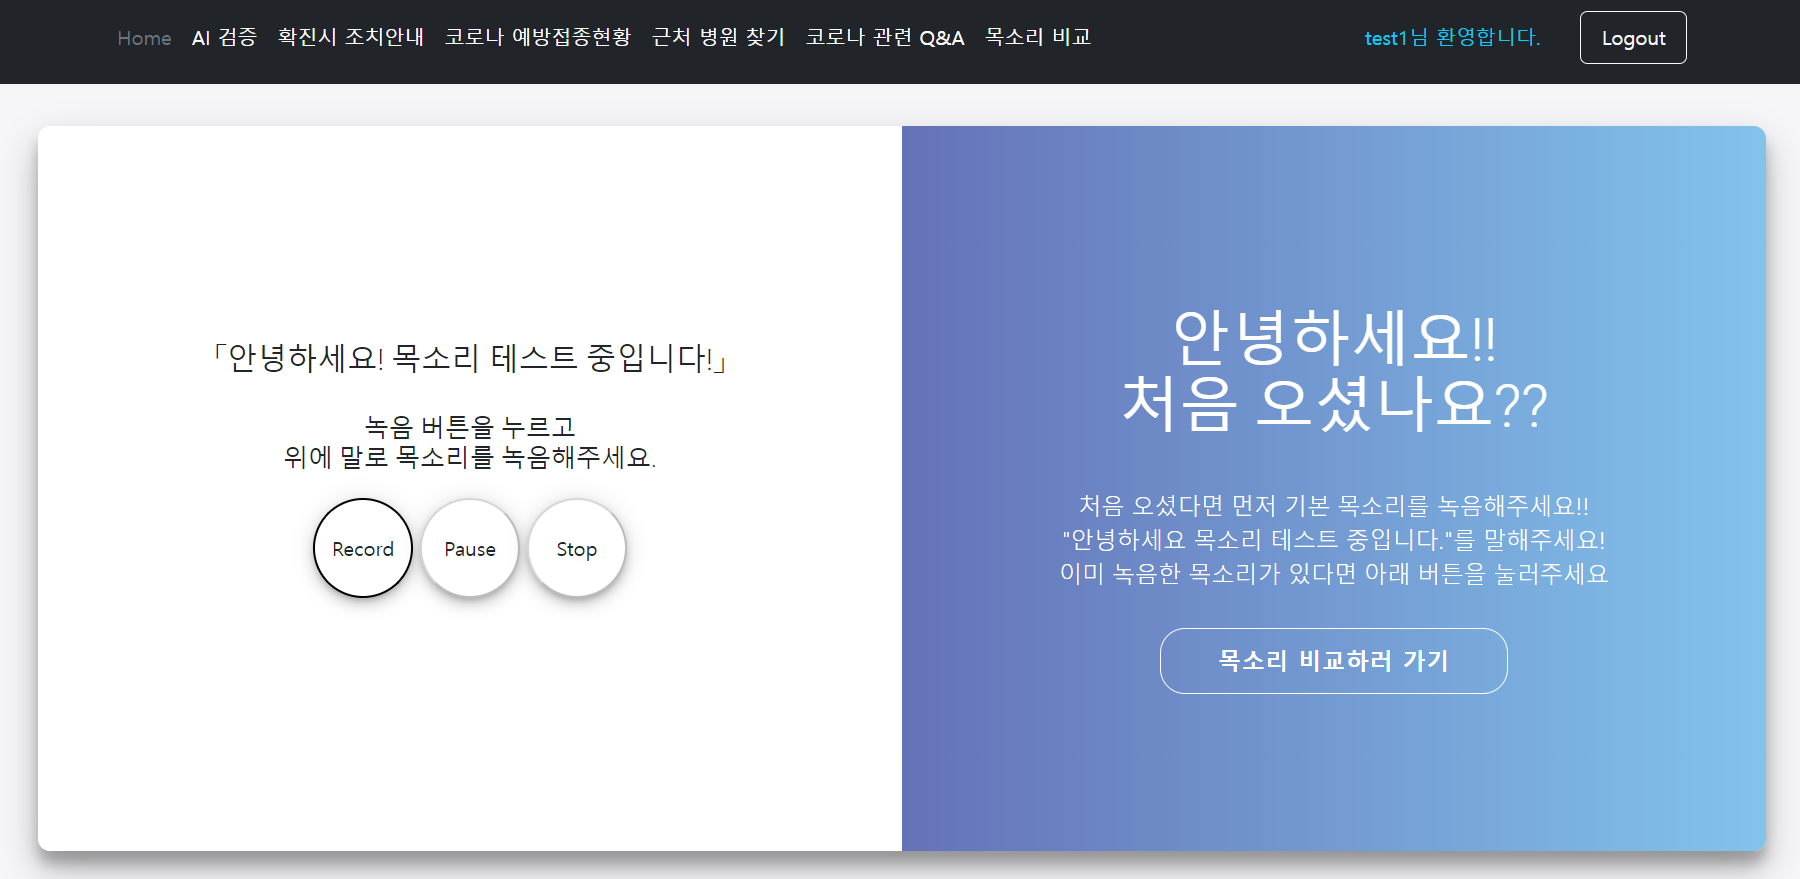 Home AI 검증 확진시 조치안내 코로나 예방접종현황 근처 병원 찾기 코로나 관련 Q&A 목소리 비교 test1님 환영합니다. Logout
「안녕하세요! 목소리 테스트 중입니다!」
녹음 버튼을 누르고
위에 말로 목소리를 녹음해주세요.
Record Pause Stop
안녕하세요!!
처음 오셨나요??
처음 오셨다면 먼저 기본 목소리를 녹음해주세요!!
"안녕하세요 목소리 테스트 중입니다."를 말해주세요!
이미 녹음한 목소리가 있다면 아래 버튼을 눌러주세요
목소리 비교하러 가기